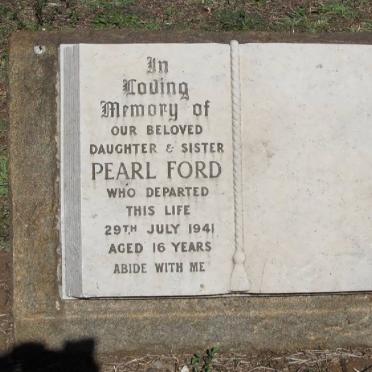 In
Loving
Memory of
OUR BELOVED
DAUGHTER & SISTER
PEARL FORD
WHO DEPARTED
THIS LIFE
29TH JULY 1941
AGED 16 YEARS
ABIDE WITH ME